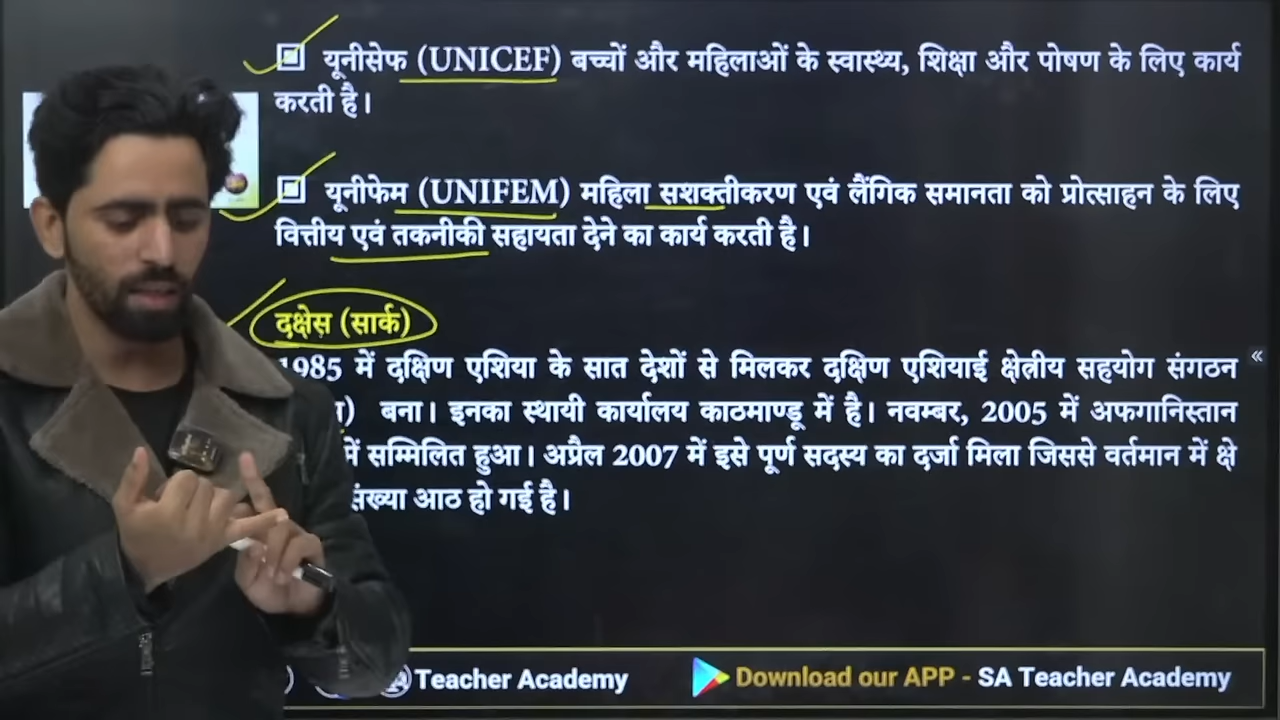 यूनीसेफ (UNICEF) बच्चों और महिलाओं के स्वास्थ्य, शिक्षा और पोषण के लिए कार्य
करती है।
यूनीफेम (UNIFEM) महिला सशक्तीकरण एवं लैंगिक समानता को प्रोत्साहन के लिए
वित्तीय एवं तकनीकी सहायता देने का कार्य करती है।
दक्षेस (सार्क)
1985 में दक्षिण एशिया के सात देशों से मिलकर दक्षिण एशियाई क्षेत्रीय सहयोग संगठन
बना। इनका स्थायी कार्यालय काठमाण्डू में है। नवम्बर, 2005 में अफगानिस्तान
में सम्मिलित हुआ। अप्रैल 2007 में इसे पूर्ण सदस्य का दर्जा मिला जिससे वर्तमान में क्षे
संख्या आठ हो गई है।
«
Teacher Academy
Download our APP - SA Teacher Academy